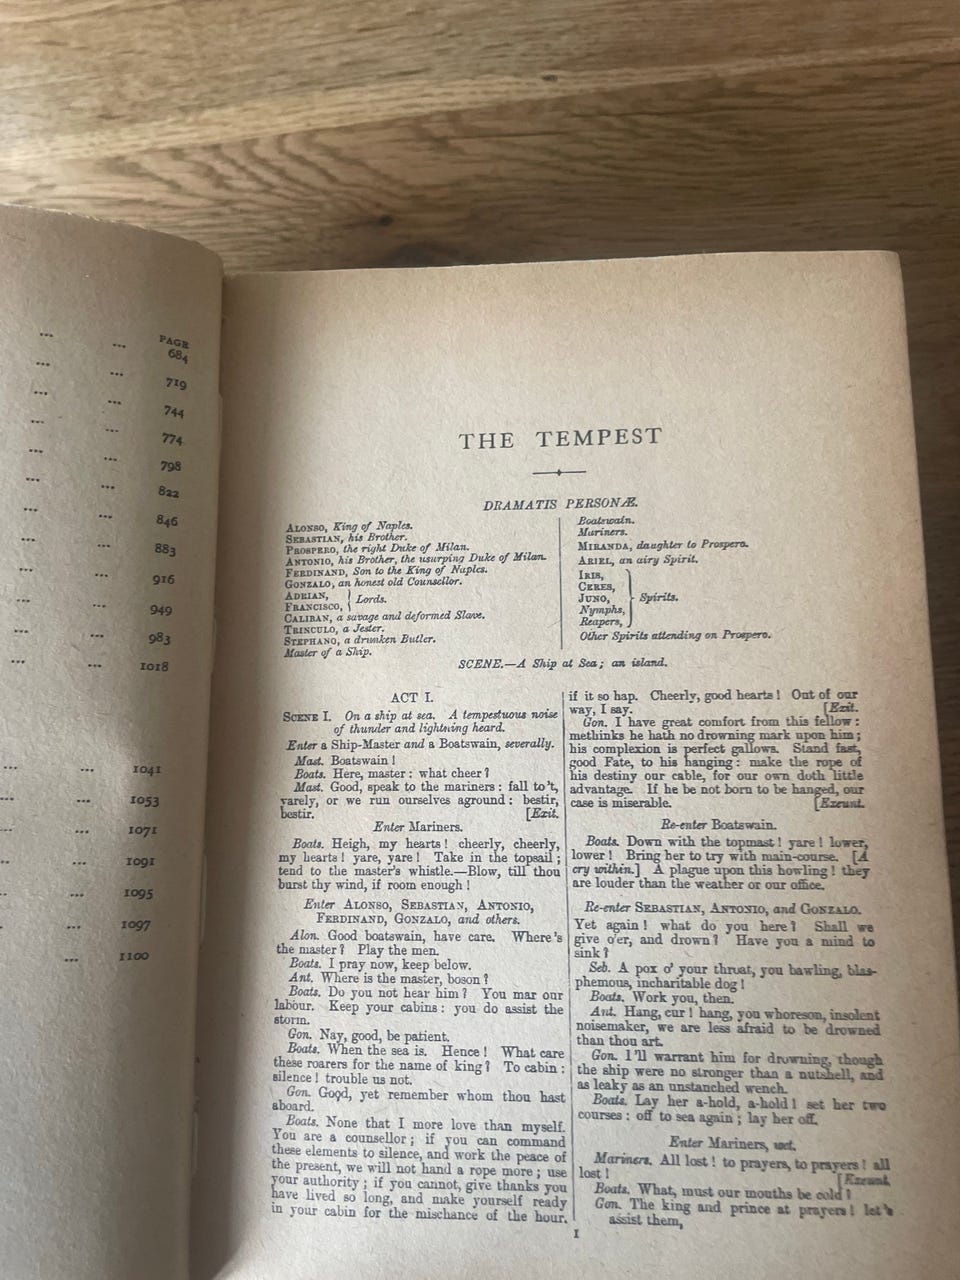 PAGE
... ... 684
... ... 719
... ... 744
... ... 774
... ... 798
... ... 822
... ... 846
... ... 883
... ... 916
... ... 949
... ... 983
... ... 1018
... ... 1041
... ... 1053
... ... 1071
... ... 1091
... ... 1095
... ... 1097
... 1100
THE TEMPEST
DRAMATIS PERSONÆ.
ALONSO, King of Naples.
SEBASTIAN, his Brother.
PROSPERO, the right Duke of Milan.
ANTONIO, his Brother, the usurping Duke of Milan.
FERDINAND, Son to the King of Naples.
GONZALO, an honest old Counsellor.
ADRIAN,
FRANCISCO, } Lords.
CALIBAN, a savage and deformed Slave.
TRINCULO, a Jester.
STEPHANO, a drunken Butler.
Master of a Ship.
Boatswain.
Mariners.
MIRANDA, daughter to Prospero.
ARIEL, an airy Spirit.
IRIS,
CERES,
JUNO, } Spirits.
Nymphs,
Reapers,
Other Spirits attending on Prospero.
SCENE.—A Ship at Sea; an island.
ACT I.
SCENE I. On a ship at sea. A tempestuous noise
of thunder and lightning heard.
Enter a Ship-Master and a Boatswain, severally.
Mast. Boatswain!
Boats. Here, master: what cheer?
Mast. Good, speak to the mariners: fall to't,
yarely, or we run ourselves aground: bestir,
bestir. [Exit.
Enter Mariners.
Boats. Heigh, my hearts! cheerly, cheerly,
my hearts! yare, yare! Take in the topsail;
tend to the master's whistle.—Blow, till thou
burst thy wind, if room enough!
Enter ALONSO, SEBASTIAN, ANTONIO,
FERDINAND, GONZALO, and others.
Alon. Good boatswain, have care. Where's
the master? Play the men.
Boats. I pray now, keep below.
Ant. Where is the master, boson?
Boats. Do you not hear him? You mar our
labour. Keep your cabins: you do assist the
storm.
Gon. Nay, good, be patient.
Boats. When the sea is. Hence! What care
these roarers for the name of king? To cabin:
silence! trouble us not.
Gon. Good, yet remember whom thou hast
aboard.
Boats. None that I more love than myself.
You are a counsellor; if you can command
these elements to silence, and work the peace of
the present, we will not hand a rope more; use
your authority; if you cannot, give thanks you
have lived so long, and make yourself ready
in your cabin for the mischance of the hour.
if it so hap. Cheerly, good hearts! Out of our
way, I say. [Exit.
Gon. I have great comfort from this fellow:
methinks he hath no drowning mark upon him;
his complexion is perfect gallows. Stand fast,
good Fate, to his hanging: make the rope of
his destiny our cable, for our own doth little
advantage. If he be not born to be hanged, our
case is miserable. [Exeunt.
Re-enter Boatswain.
Boats. Down with the topmast! yare! lower,
lower! Bring her to try with main-course. [A
cry within.] A plague upon this howling! they
are louder than the weather or our office.
Re-enter SEBASTIAN, ANTONIO, and GONZALO.
Yet again! what do you here? Shall we
give o'er, and drown? Have you a mind to
sink?
Seb. A pox o' your throat, you bawling, blas-
phemous, incharitable dog!
Boats. Work you, then.
Ant. Hang, cur! hang, you whoreson, insolent
noisemaker, we are less afraid to be drowned
than thou art.
Gon. I'll warrant him for drowning, though
the ship were no stronger than a nutshell, and
as leaky as an unstanched wench.
Boats. Lay her a-hold, a-hold! set her two
courses: off to sea again; lay her off.
Enter Mariners, wet.
Mariners. All lost! to prayers, to prayers! all
lost! [Exeunt
Boats. What, must our mouths be cold?
Gon. The king and prince at prayers! let's
assist them,
1